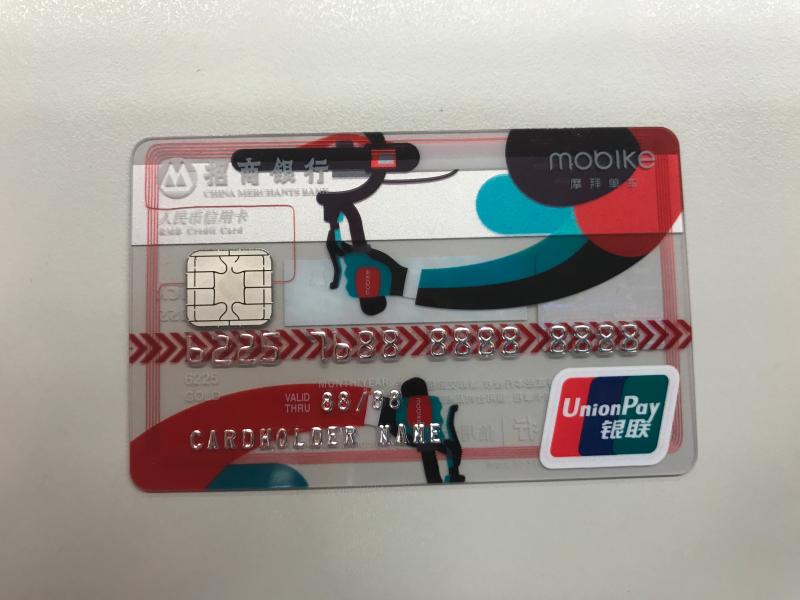 招商银行
CHINA MERCHANTS BANK
mobike
摩拜单车
人民币信用卡
RMB Credit Card
mobike
6225 7688 8888 8888
6225
GOLD
MONTH/YEAR
VALID
THRU
88/88
mobike
CARDHOLDER NAME
UnionPay
银联